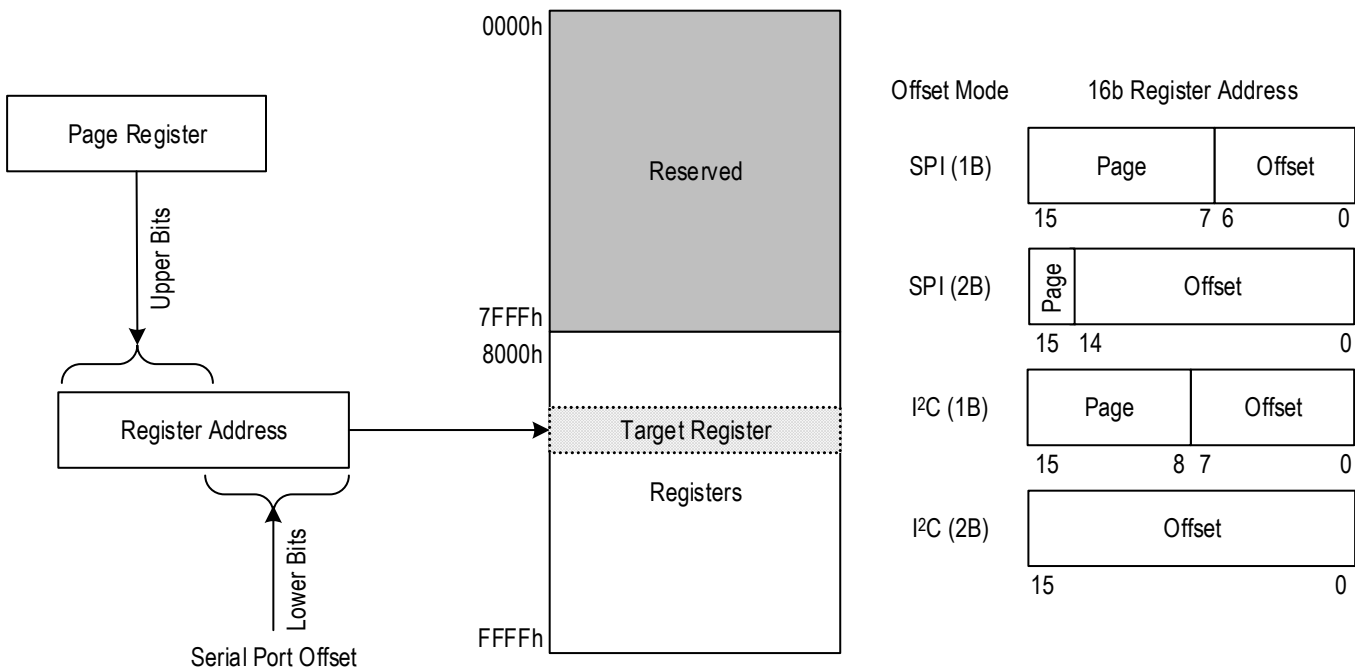 0000h
Page Register
Upper Bits
Register Address
Lower Bits
Serial Port Offset
Reserved
7FFFh
8000h
Target Register
Registers
FFFFh
Offset Mode 16b Register Address
SPI (1B) Page Offset
15 7 6 0
SPI (2B) Page Offset
15 14 0
I²C (1B) Page Offset
15 8 7 0
I²C (2B) Offset
15 0